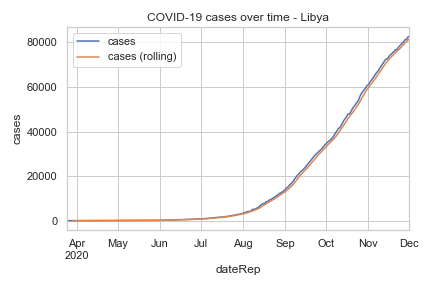 COVID-19 cases over time - Libya
cases
cases (rolling)
80000
60000
40000
20000
0
cases
Apr May Jun Jul Aug Sep Oct Nov Dec
2020
dateRep